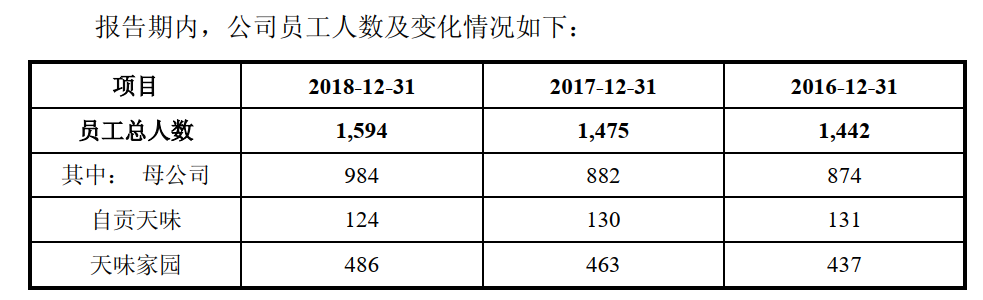 报告期内，公司员工人数及变化情况如下：
项目 2018-12-31 2017-12-31 2016-12-31
员工总人数 1,594 1,475 1,442
其中： 母公司 984 882 874
自贡天味 124 130 131
天味家园 486 463 437